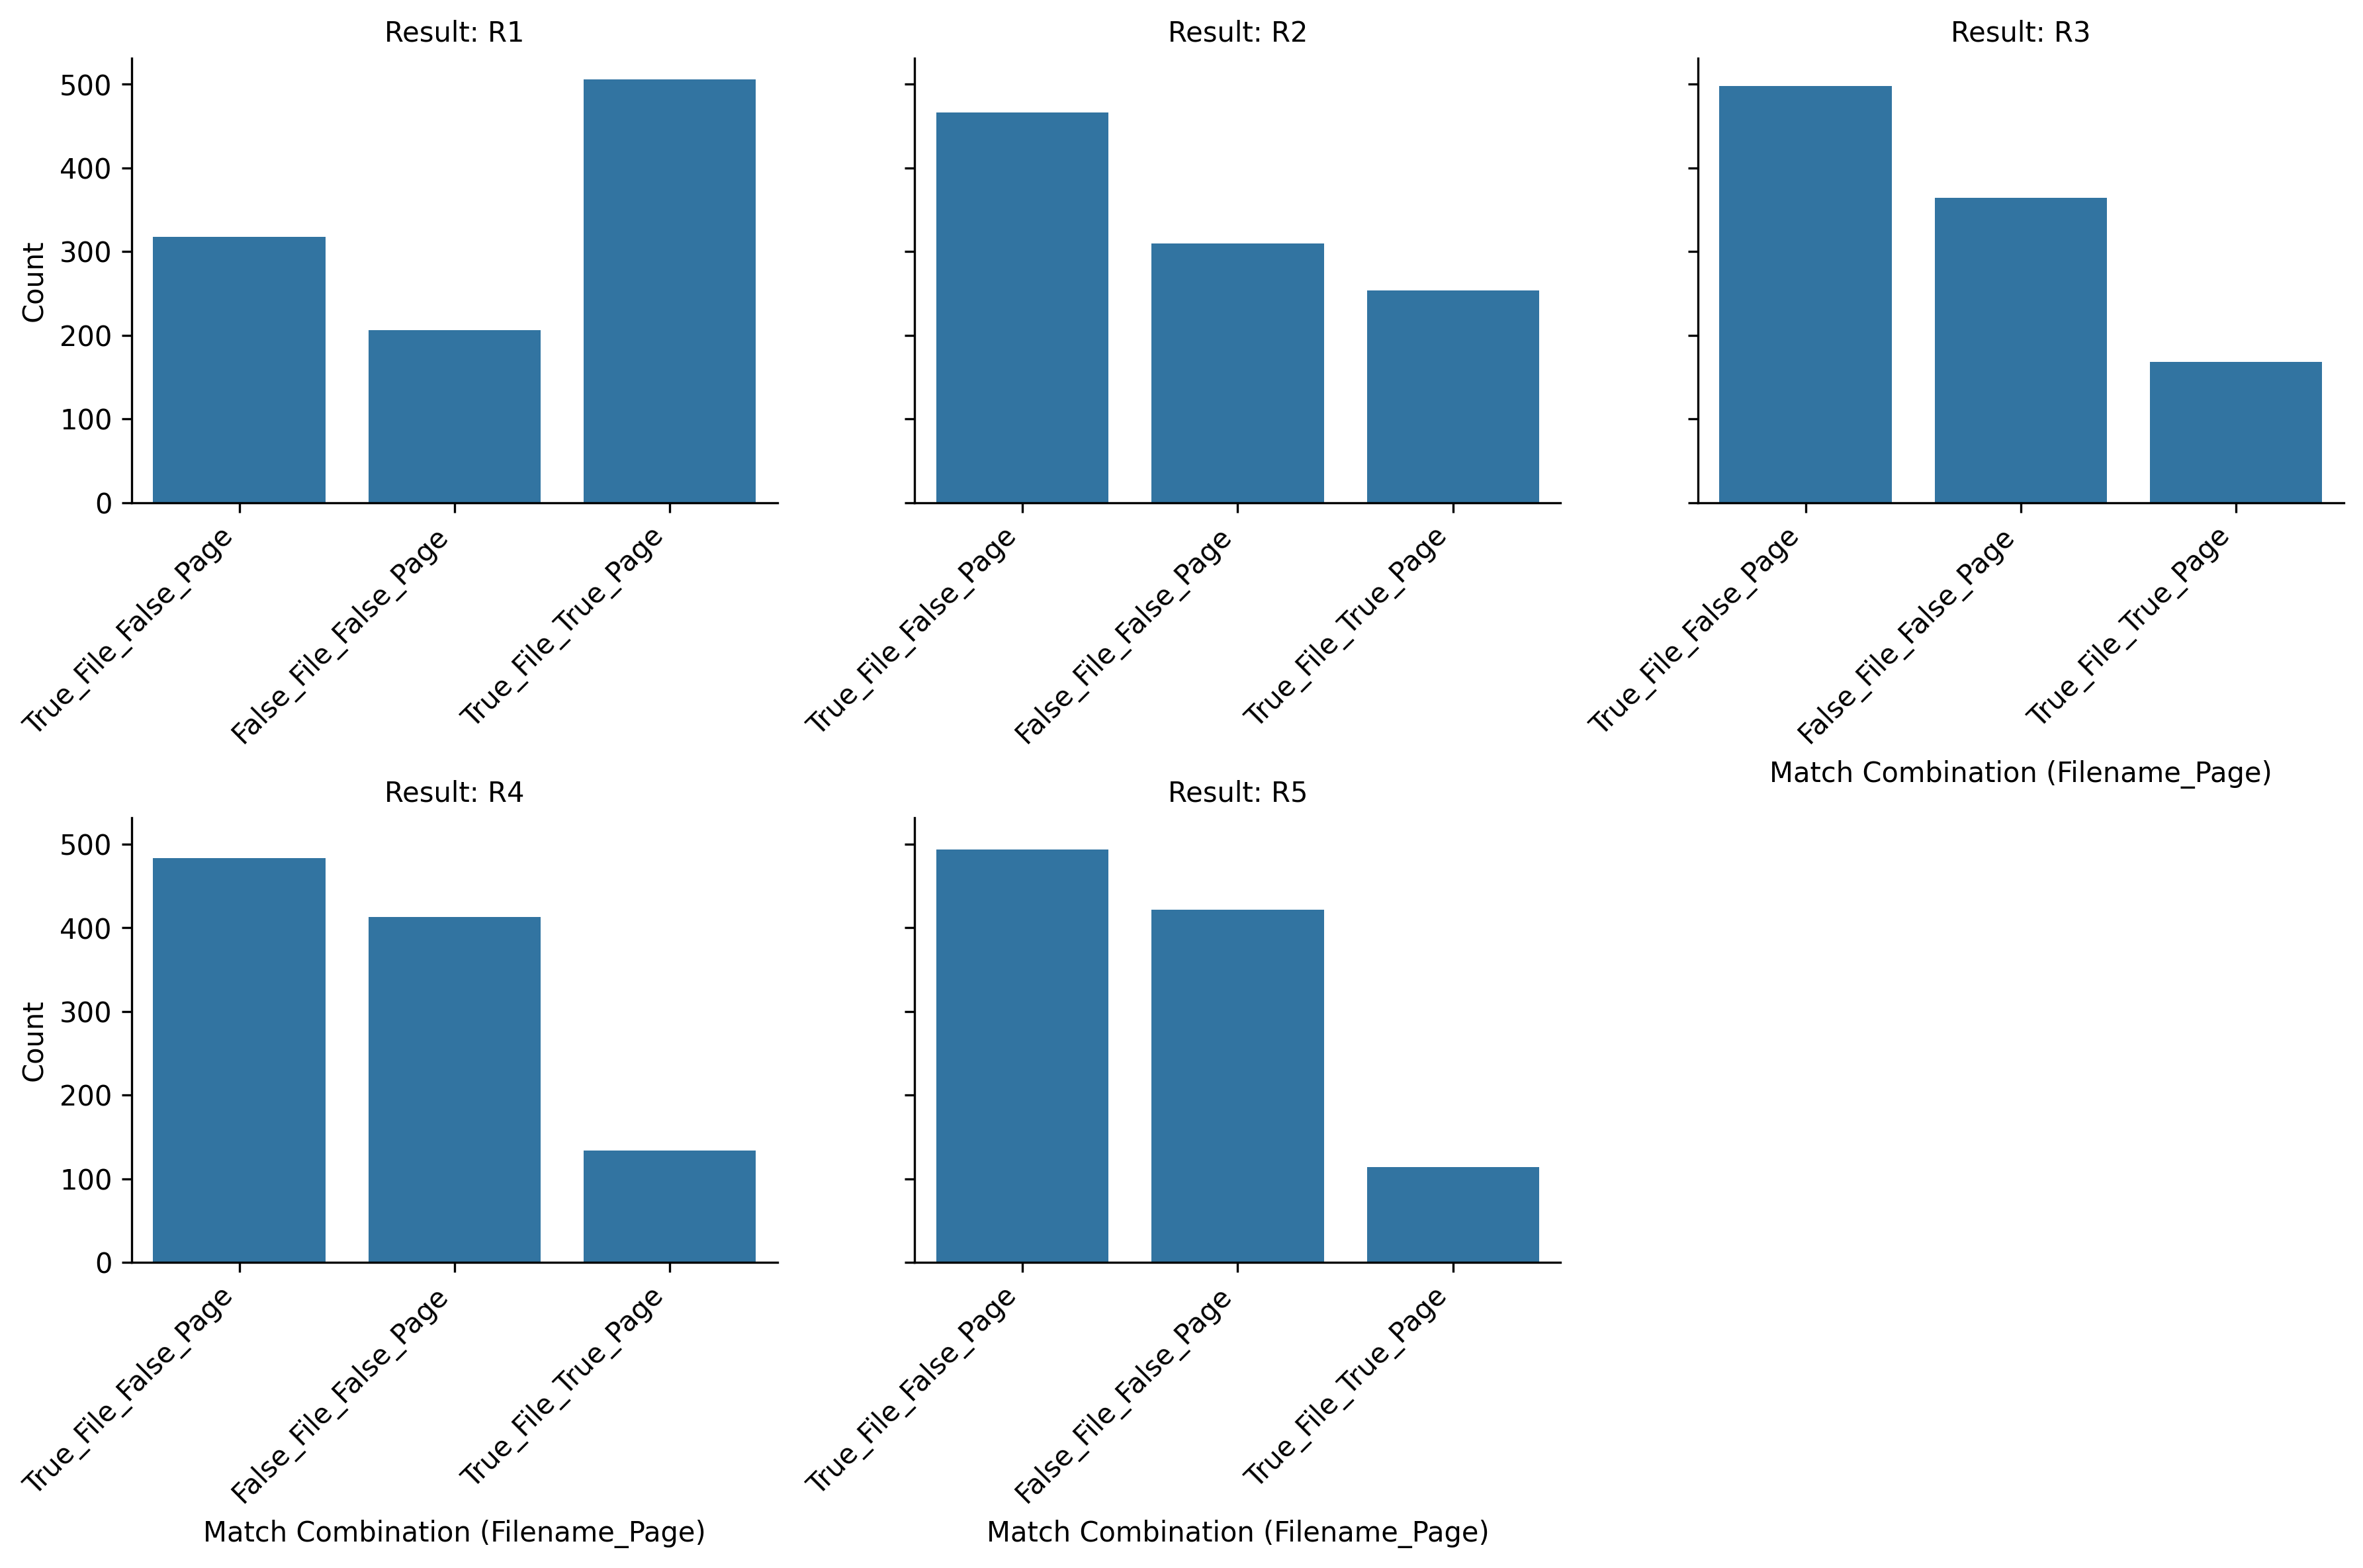 Result: R1
Result: R2
Result: R3
Count
500
400
300
200
100
0
True_File_False_Page
False_File_False_Page
True_File_True_Page
True_File_False_Page
False_File_False_Page
True_File_True_Page
True_File_False_Page
False_File_False_Page
True_File_True_Page
Match Combination (Filename_Page)
Result: R4
Result: R5
Count
500
400
300
200
100
0
True_File_False_Page
False_File_False_Page
True_File_True_Page
True_File_False_Page
False_File_False_Page
True_File_True_Page
Match Combination (Filename_Page)
Match Combination (Filename_Page)